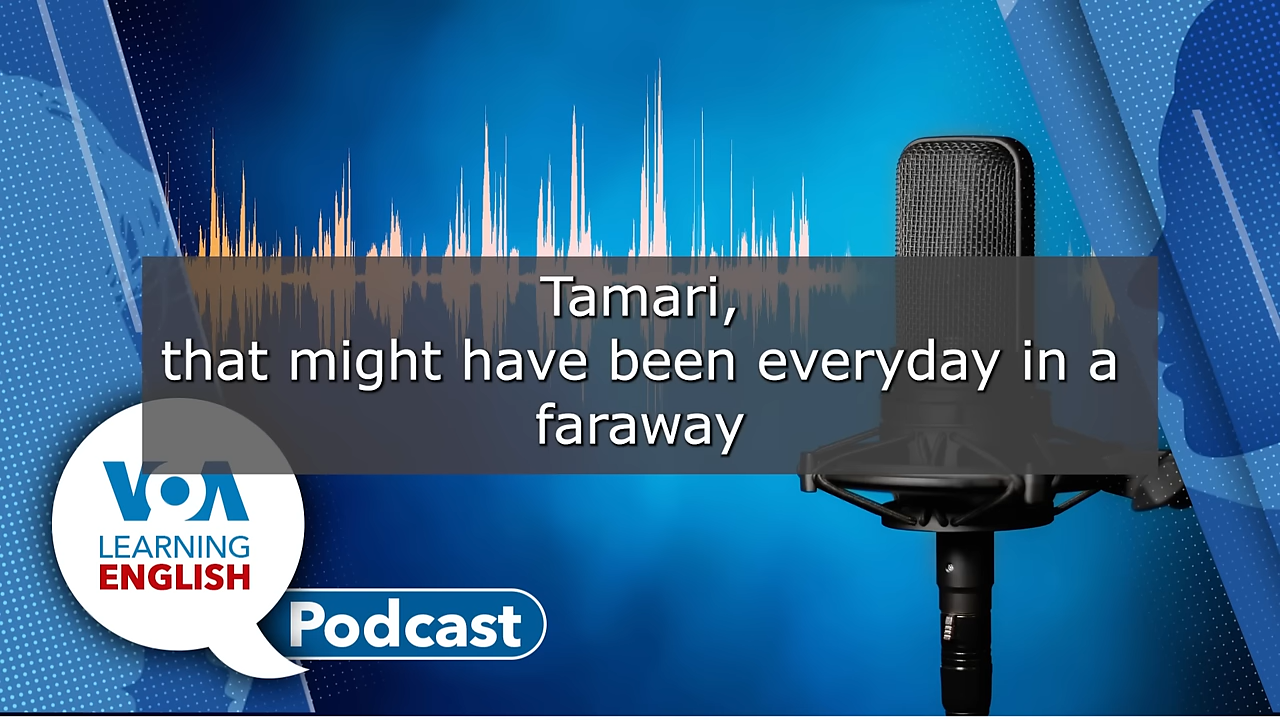 Tamari,
that might have been everyday in a
faraway
VOA
LEARNING
ENGLISH
Podcast